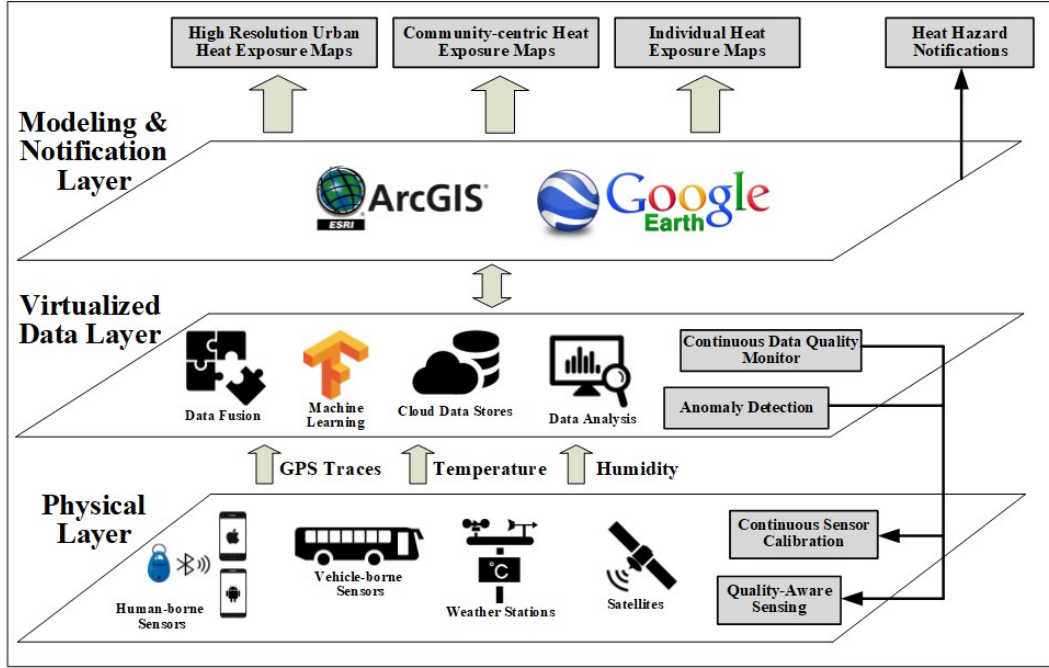 High Resolution Urban
Heat Exposure Maps
Community-centric Heat
Exposure Maps
Individual Heat
Exposure Maps
Heat Hazard
Notifications
Modeling &
Notification
Layer
ESRI
ArcGIS
Google
Earth
Virtualized
Data Layer
Data Fusion
Machine
Learning
Cloud Data Stores
Data Analysis
Continuous Data Quality
Monitor
Anomaly Detection
GPS Traces
Temperature
Humidity
Physical
Layer
Human-borne
Sensors
Vehicle-borne
Sensors
°C
Weather Stations
Satellites
Continuous Sensor
Calibration
Quality-Aware
Sensing